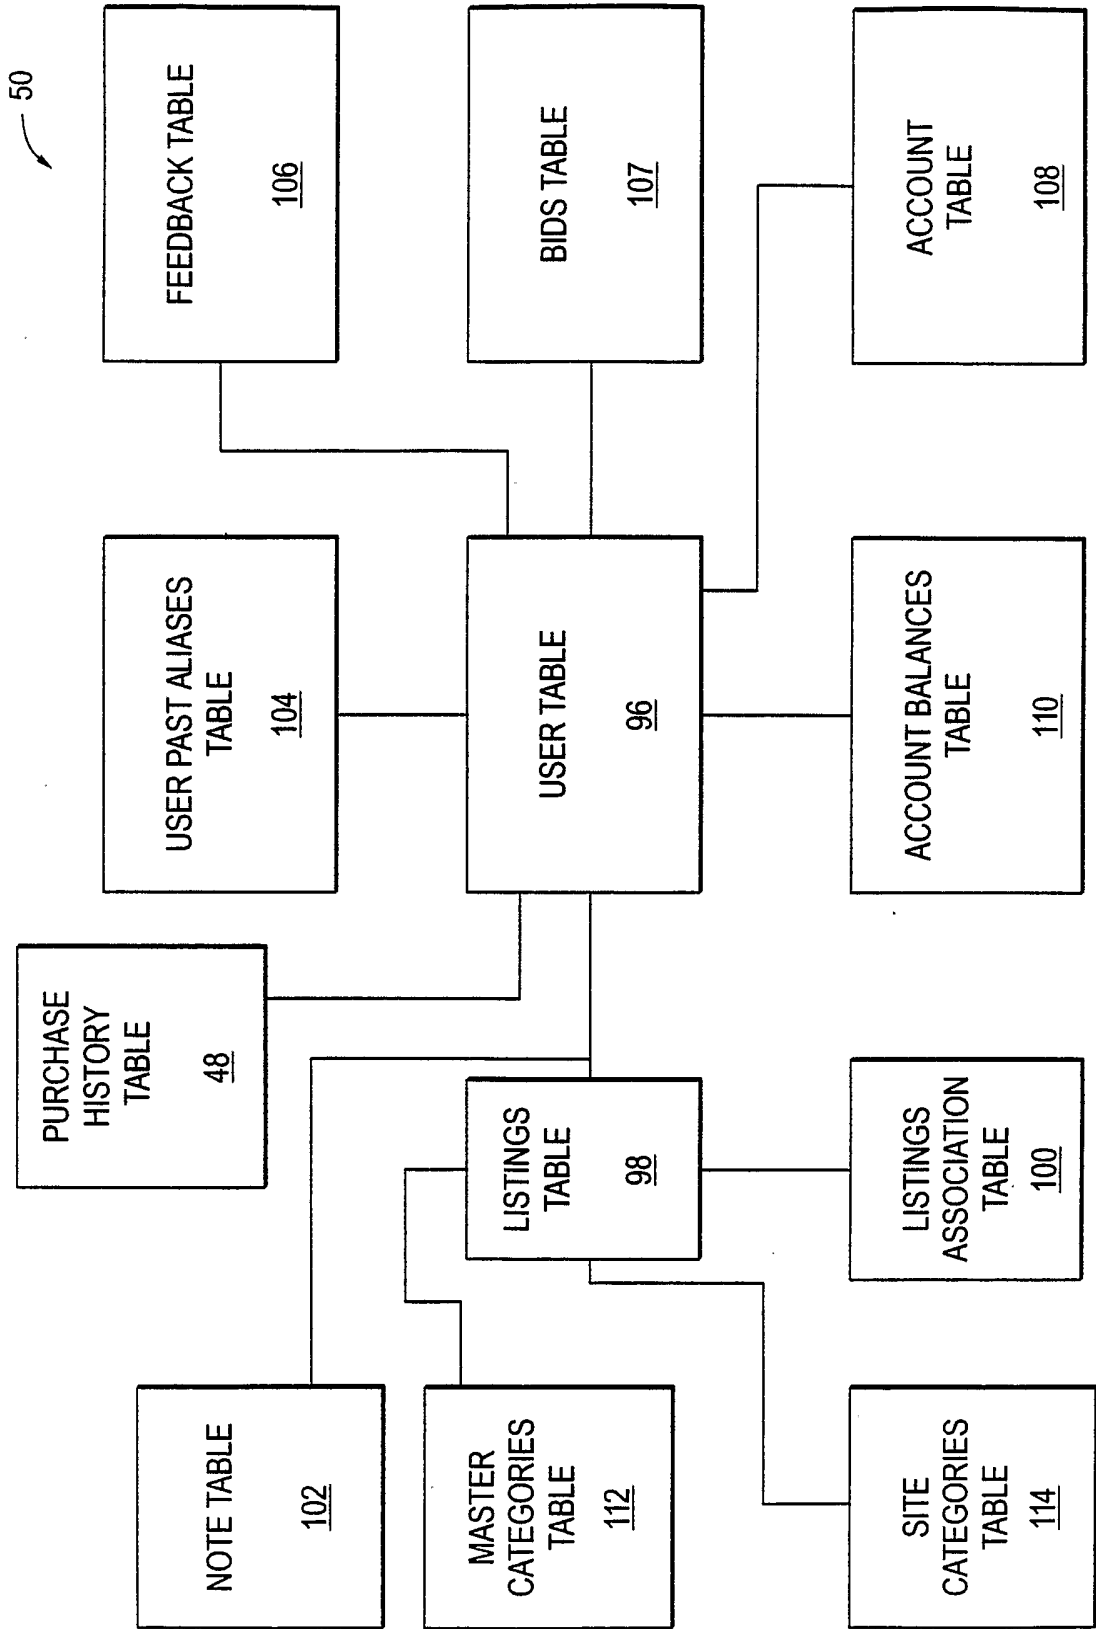 50
NOTE TABLE
102
PURCHASE
HISTORY
TABLE
48
USER PAST ALIASES
TABLE
104
FEEDBACK TABLE
106
MASTER
CATEGORIES
TABLE
112
LISTINGS
TABLE
98
USER TABLE
96
BIDS TABLE
107
SITE
CATEGORIES
TABLE
114
LISTINGS
ASSOCIATION
TABLE
100
ACCOUNT BALANCES
TABLE
110
ACCOUNT
TABLE
108